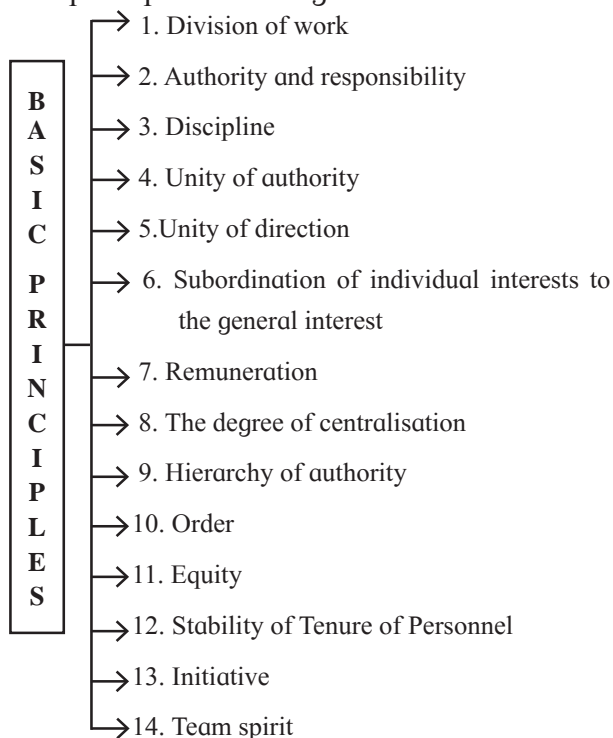 1. Division of work
2. Authority and responsibility
3. Discipline
4. Unity of authority
5.Unity of direction
6. Subordination of individual interests to
the general interest
7. Remuneration
8. The degree of centralisation
9. Hierarchy of authority
10. Order
11. Equity
12. Stability of Tenure of Personnel
13. Initiative
14. Team spirit
BASIC PRINCIPLES